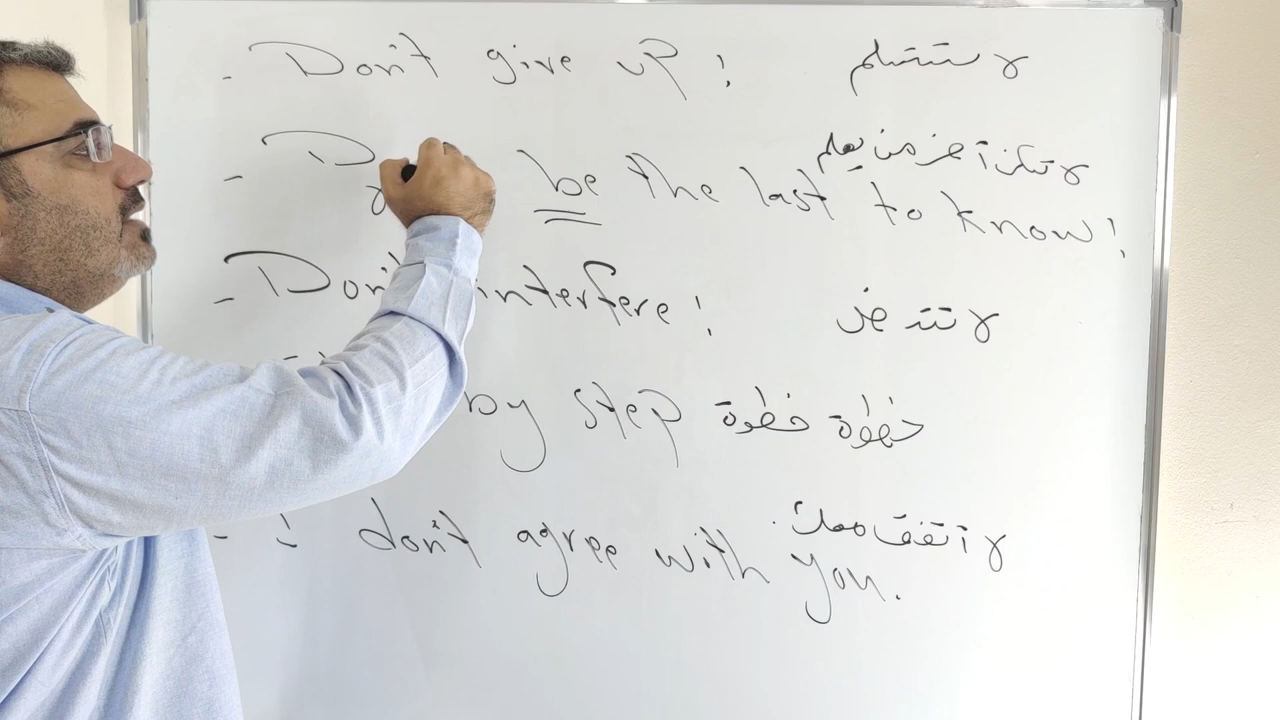 - Don't give up! لا تستسلم
- D be the last to know! لا تكن آخر من يعلم
- Don't interfere! لا تتدخل
by step خطوة خطوة
- I don't agree with you. لا أتفق معك.